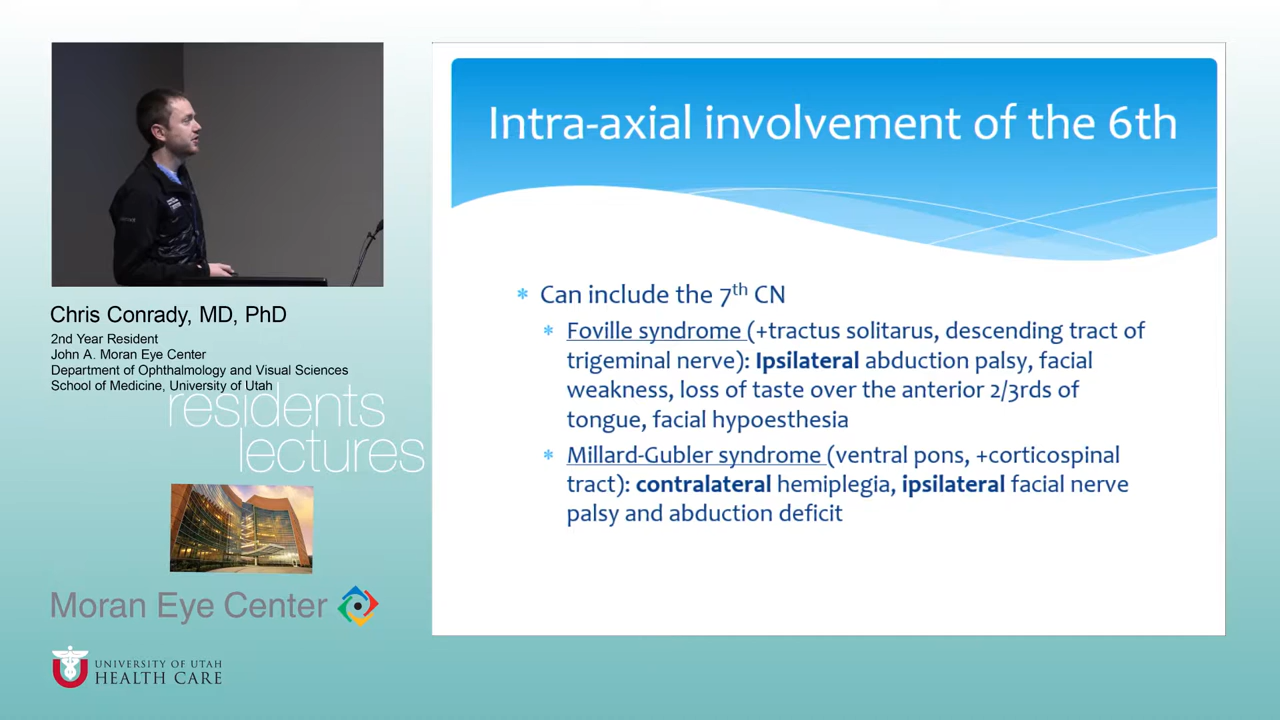 Intra-axial involvement of the 6th
* Can include the 7th CN
* Foville syndrome (+tractus solitarus, descending tract of
trigeminal nerve): Ipsilateral abduction palsy, facial
weakness, loss of taste over the anterior 2/3rds of
tongue, facial hypoesthesia
* Millard-Gubler syndrome (ventral pons, +corticospinal
tract): contralateral hemiplegia, ipsilateral facial nerve
palsy and abduction deficit
Chris Conrady, MD, PhD
2nd Year Resident
John A. Moran Eye Center
Department of Ophthalmology and Visual Sciences
School of Medicine, University of Utah
residents
lectures
Moran Eye Center
U
UNIVERSITY OF UTAH
HEALTH CARE